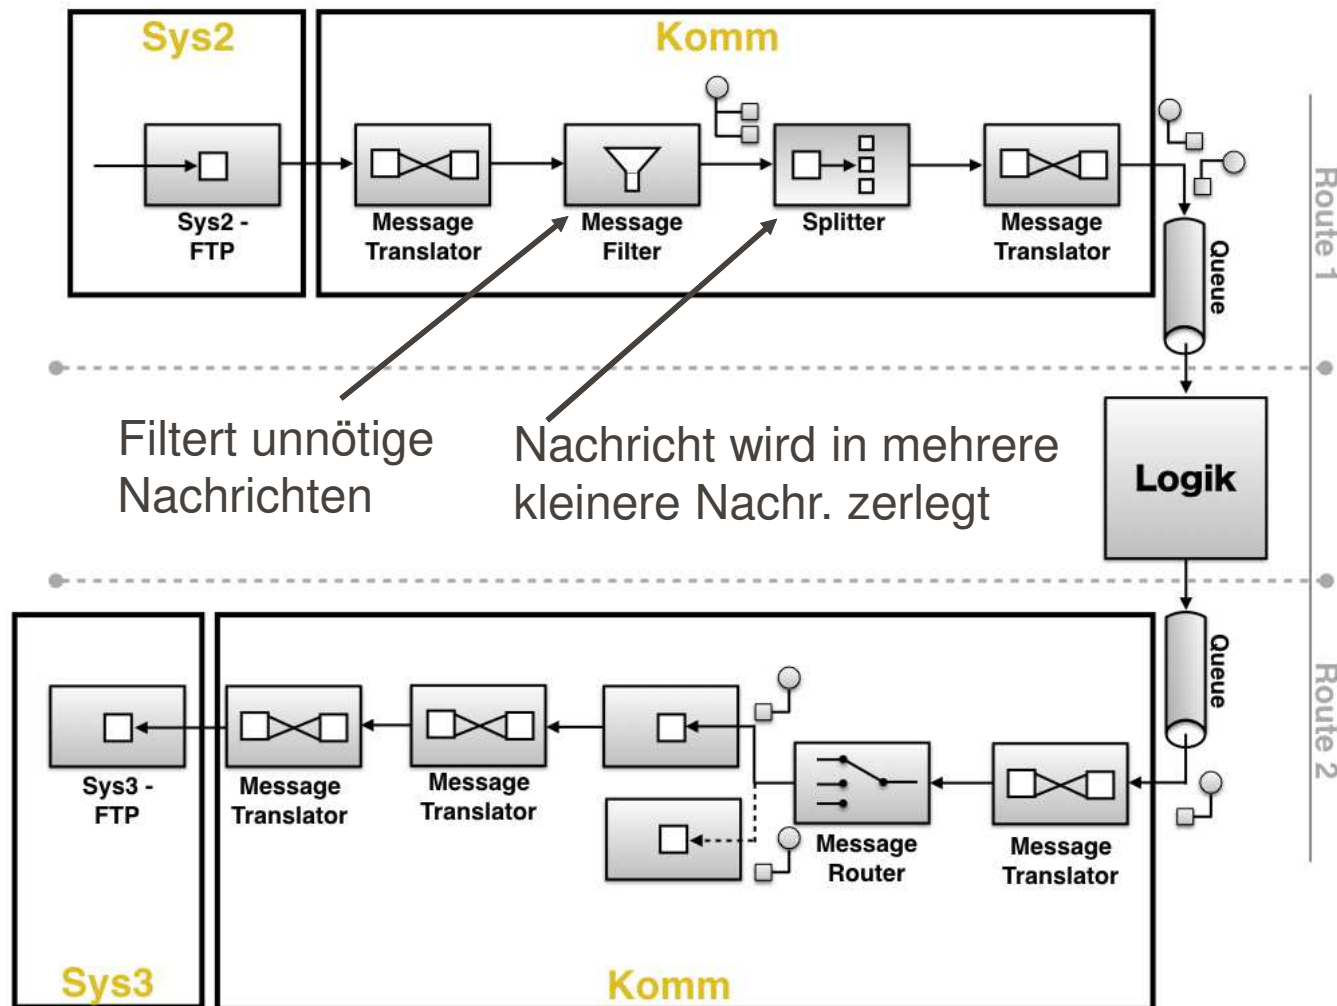 Sys2
Komm
Sys2 -
FTP
Message
Translator
Message
Filter
Splitter
Message
Translator
Queue
Route 1
Filtert unnötige
Nachrichten
Nachricht wird in mehrere
kleinere Nachr. zerlegt
Logik
Queue
Route 2
Sys3 -
FTP
Message
Translator
Message
Translator
Message
Router
Message
Translator
Sys3
Komm